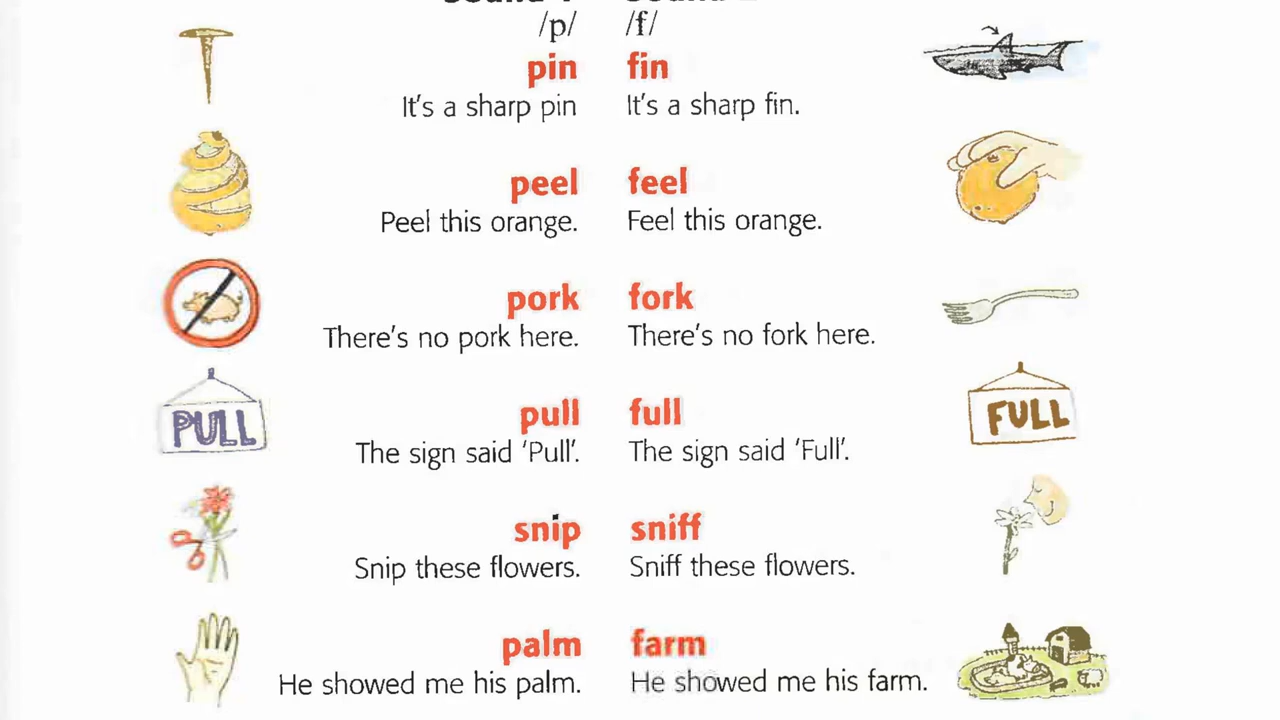 /p/ /f/
pin fin
It's a sharp pin It's a sharp fin.
peel feel
Peel this orange. Feel this orange.
pork fork
There's no pork here. There's no fork here.
pull full
PULL The sign said 'Pull'. The sign said 'Full'. FULL
snip sniff
Snip these flowers. Sniff these flowers.
palm farm
He showed me his palm. He showed me his farm.